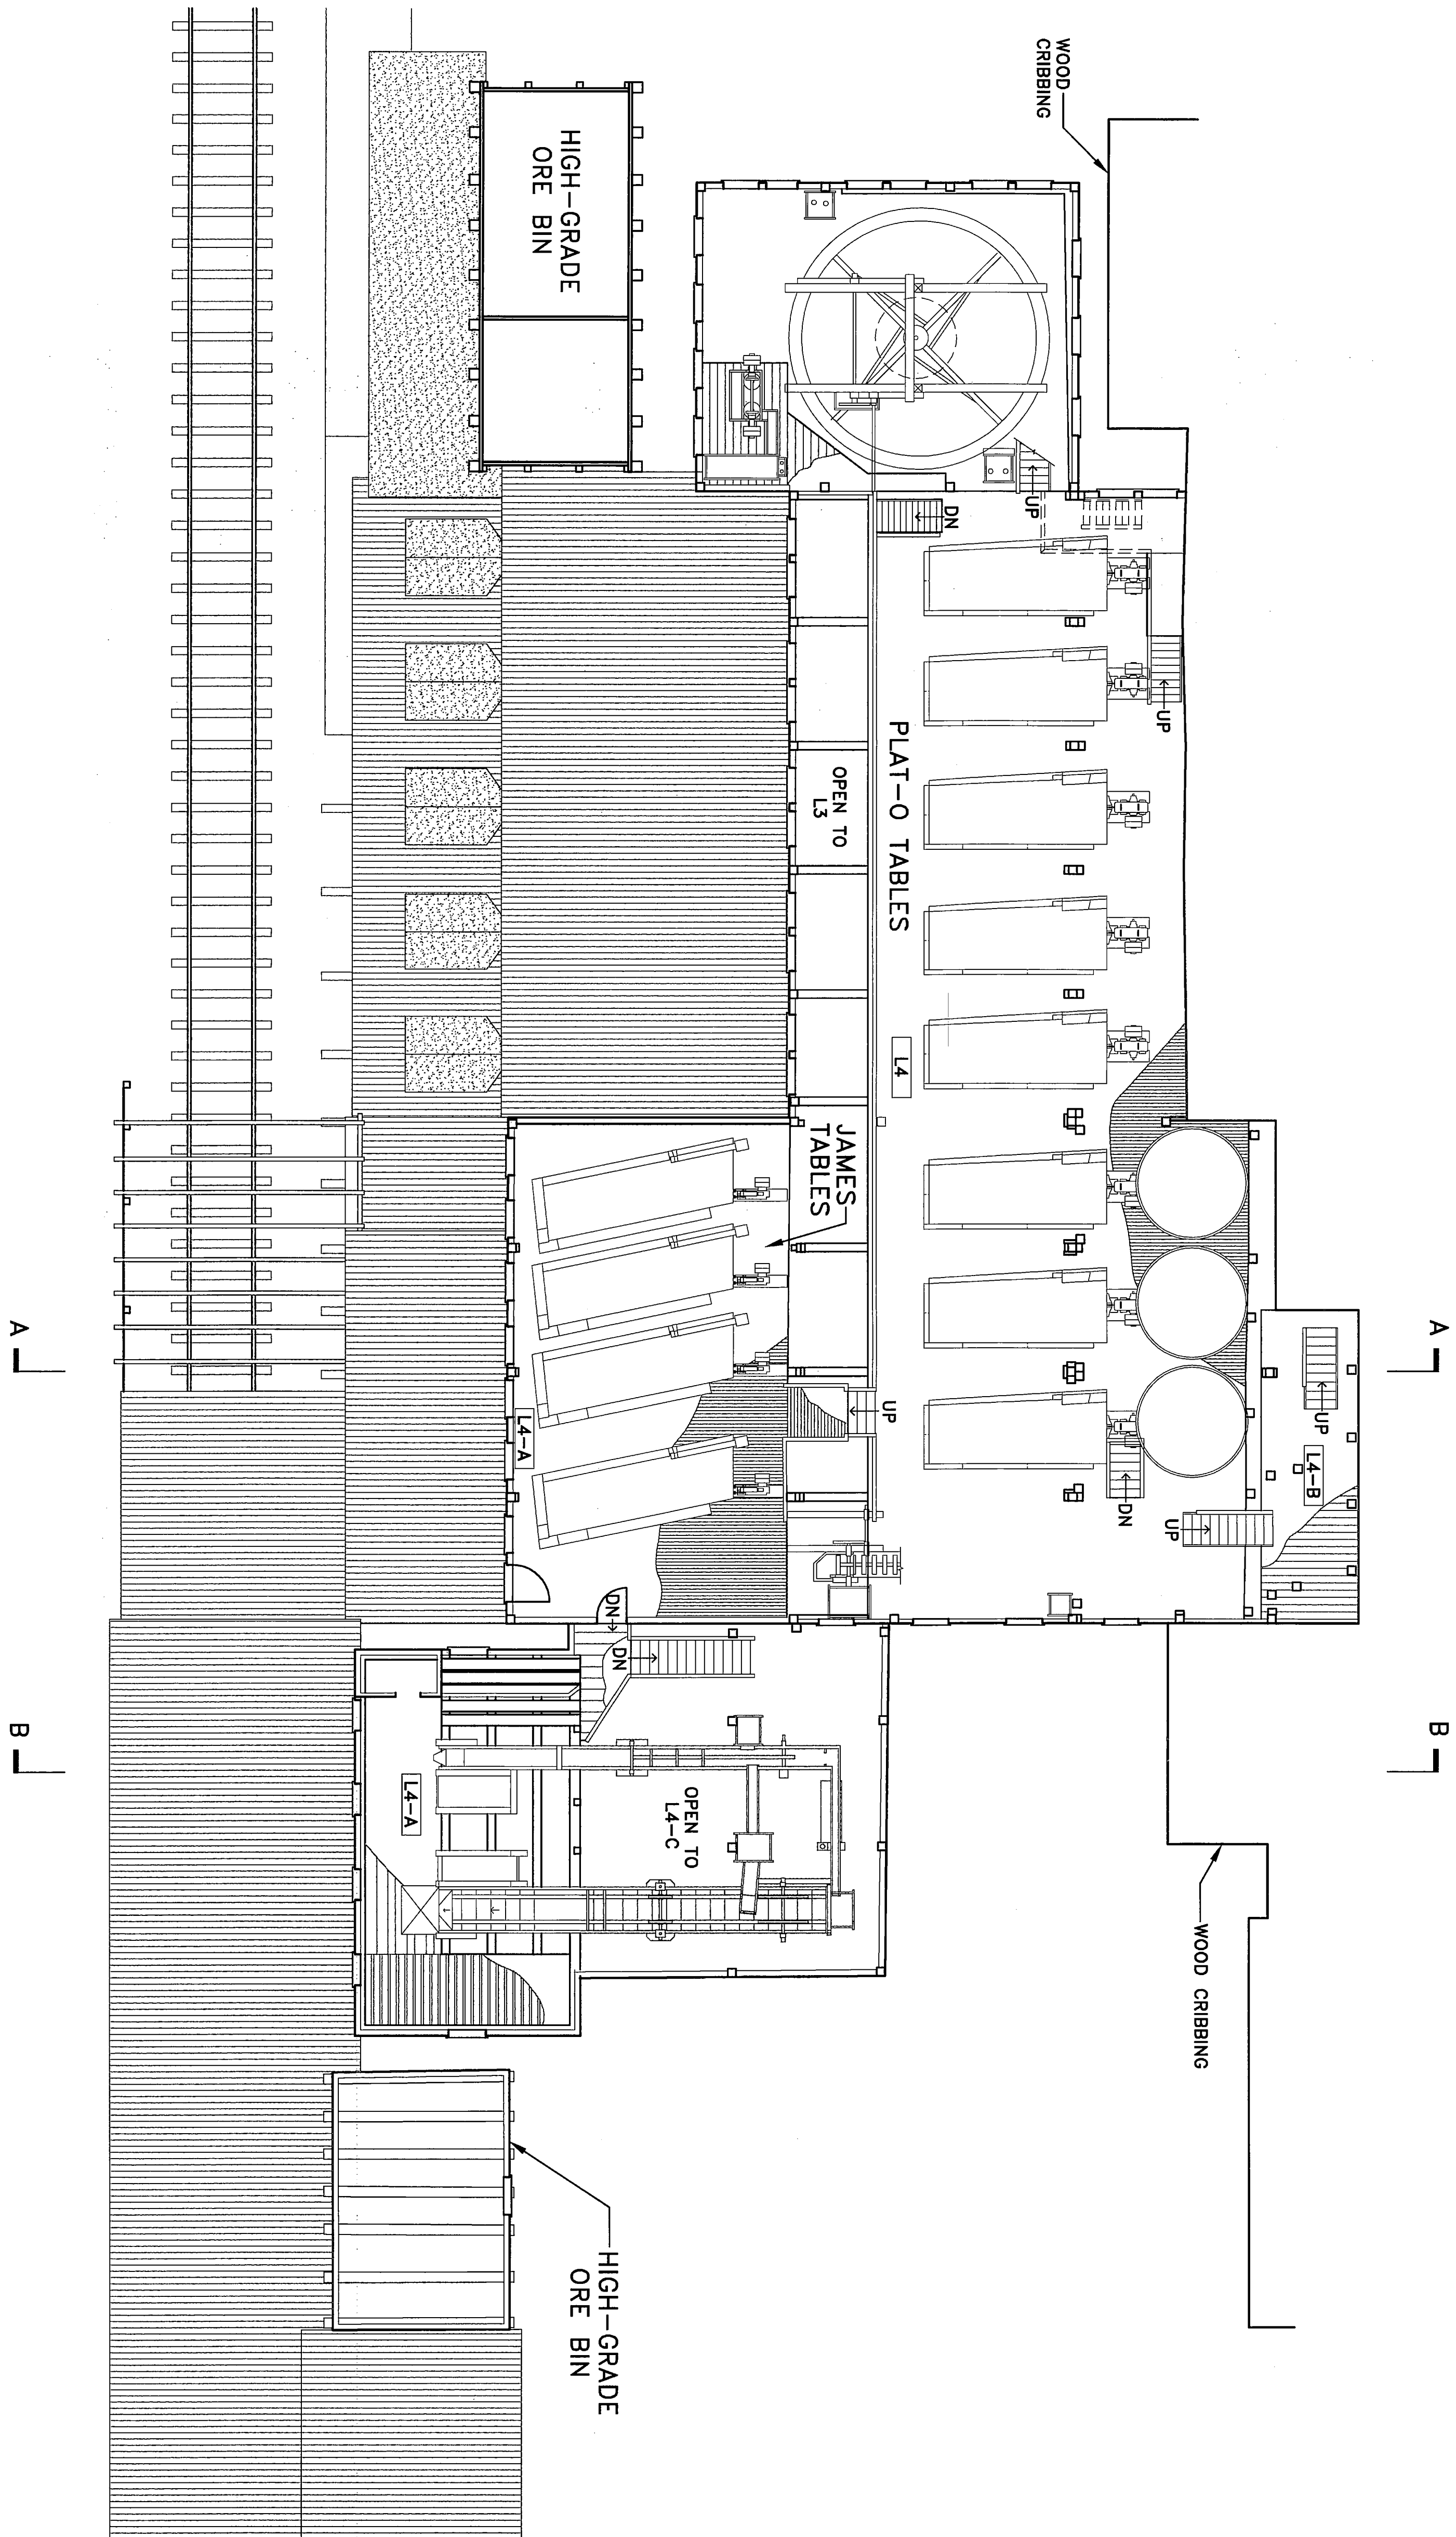 WOOD
CRIBBING
HIGH-GRADE
ORE BIN
UP
DN
UP
PLAT-O TABLES
OPEN TO
L3
L4
JAMES
TABLES
A
A
UP
L4-B
UP
L4-A
DN
UP
DN
DN
B
B
L4-A
OPEN TO
L4-C
WOOD CRIBBING
HIGH-GRADE
ORE BIN